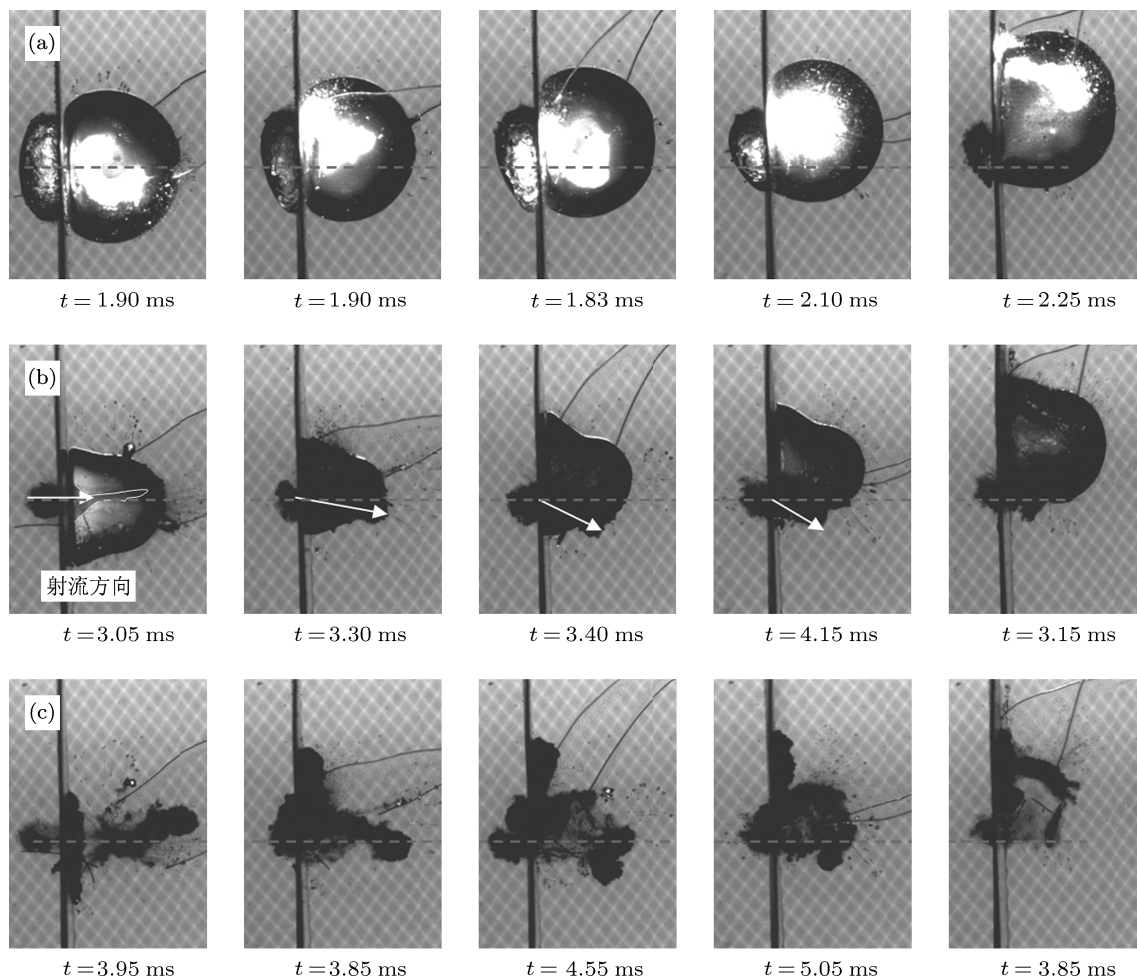 (a)
t = 1.90 ms
t = 1.90 ms
t = 1.83 ms
t = 2.10 ms
t = 2.25 ms
(b)
射流方向
t = 3.05 ms
t = 3.30 ms
t = 3.40 ms
t = 4.15 ms
t = 3.15 ms
(c)
t = 3.95 ms
t = 3.85 ms
t = 4.55 ms
t = 5.05 ms
t = 3.85 ms